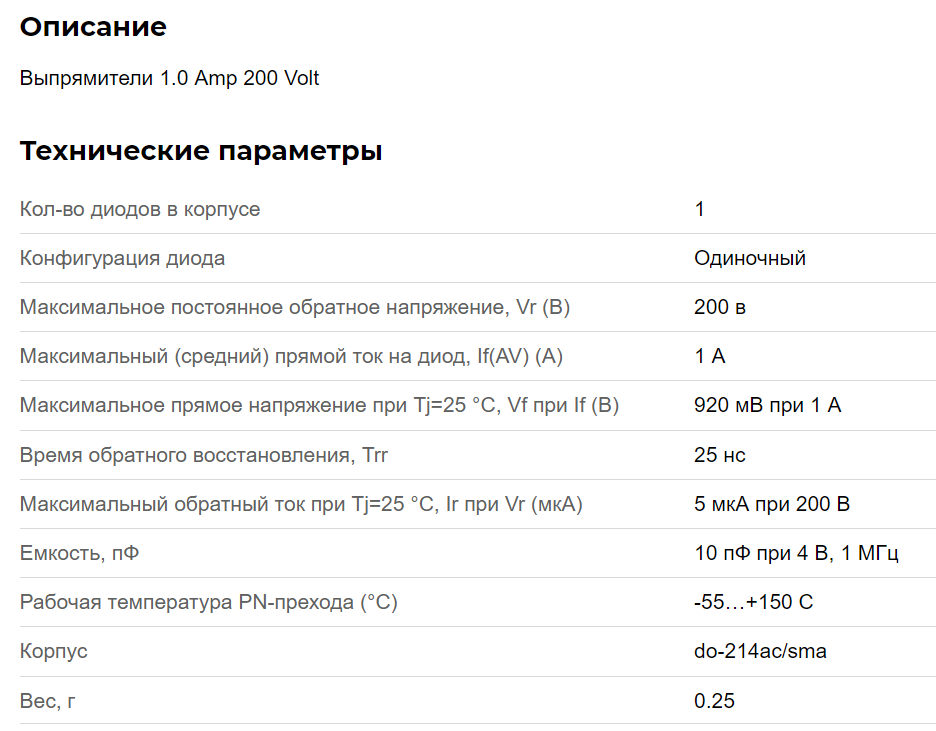 Описание
Выпрямители 1.0 Amp 200 Volt
Технические параметры
Кол-во диодов в корпусе 1
Конфигурация диода Одиночный
Максимальное постоянное обратное напряжение, Vr (В) 200 в
Максимальный (средний) прямой ток на диод, If(AV) (А) 1 А
Максимальное прямое напряжение при Tj=25 °C, Vf при If (В) 920 мВ при 1 А
Время обратного восстановления, Trr 25 нс
Максимальный обратный ток при Tj=25 °C, Ir при Vr (мкА) 5 мкА при 200 В
Емкость, пФ 10 пФ при 4 В, 1 МГц
Рабочая температура PN-прехода (°C) -55…+150 C
Корпус do-214ac/sma
Вес, г 0.25